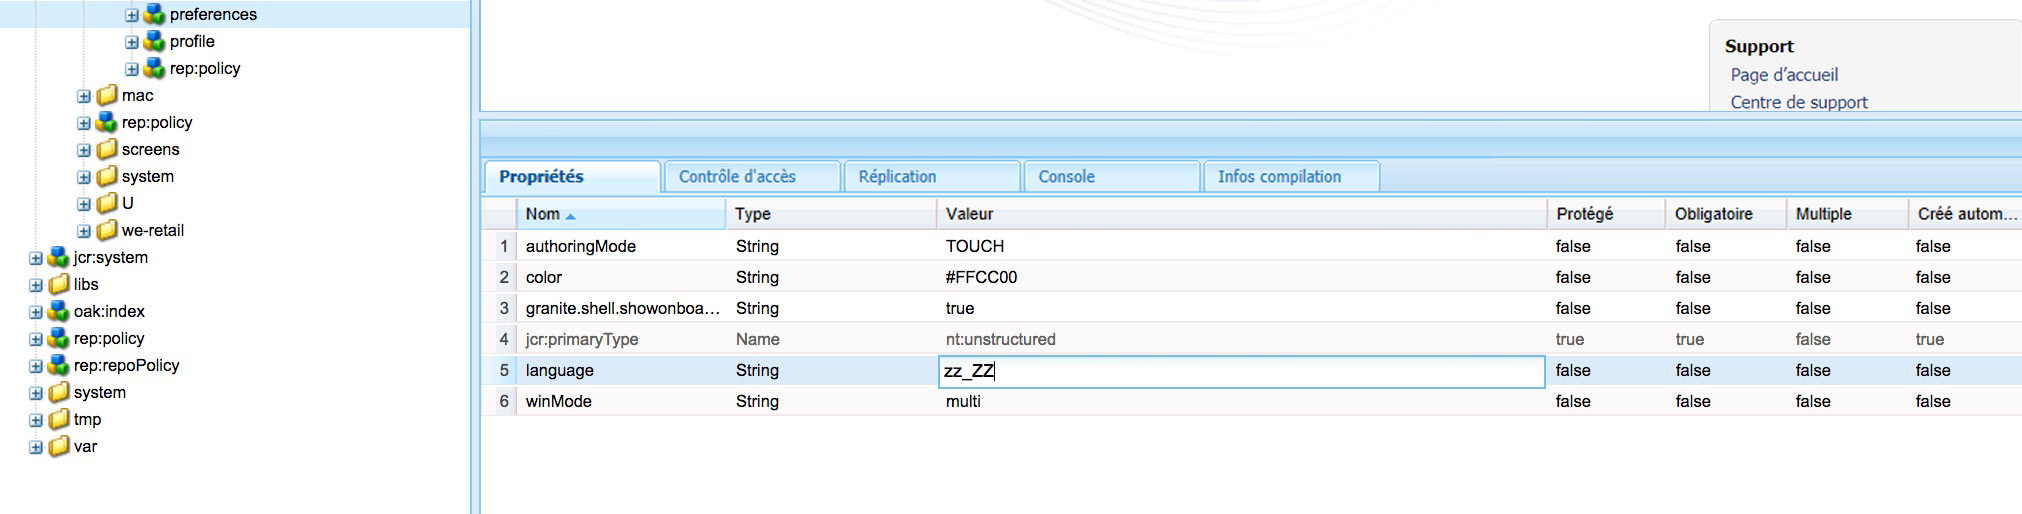 preferences
profile
rep:policy
mac
rep:policy
screens
system
U
we-retail
jcr:system
libs
oak:index
rep:policy
rep:repoPolicy
system
tmp
var
Support
Page d’accueil
Centre de support
Propriétés Contrôle d'accès Réplication Console Infos compilation
Nom Type Valeur Protégé Obligatoire Multiple Créé autom...
1 authoringMode String TOUCH false false false false
2 color String #FFCC00 false false false false
3 granite.shell.showonboa... String true false false false false
4 jcr:primaryType Name nt:unstructured true true false true
5 language String zz_ZZ false false false false
6 winMode String multi false false false false